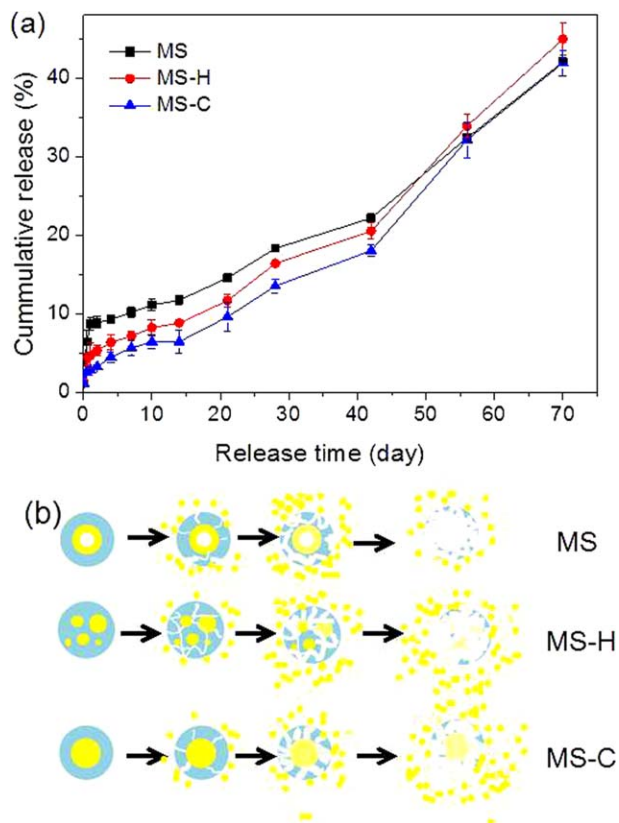 (a)
MS
MS-H
MS-C
Cummulative release (%)
40
30
20
10
0
0 10 20 30 40 50 60 70
Release time (day)
(b)
MS
MS-H
MS-C